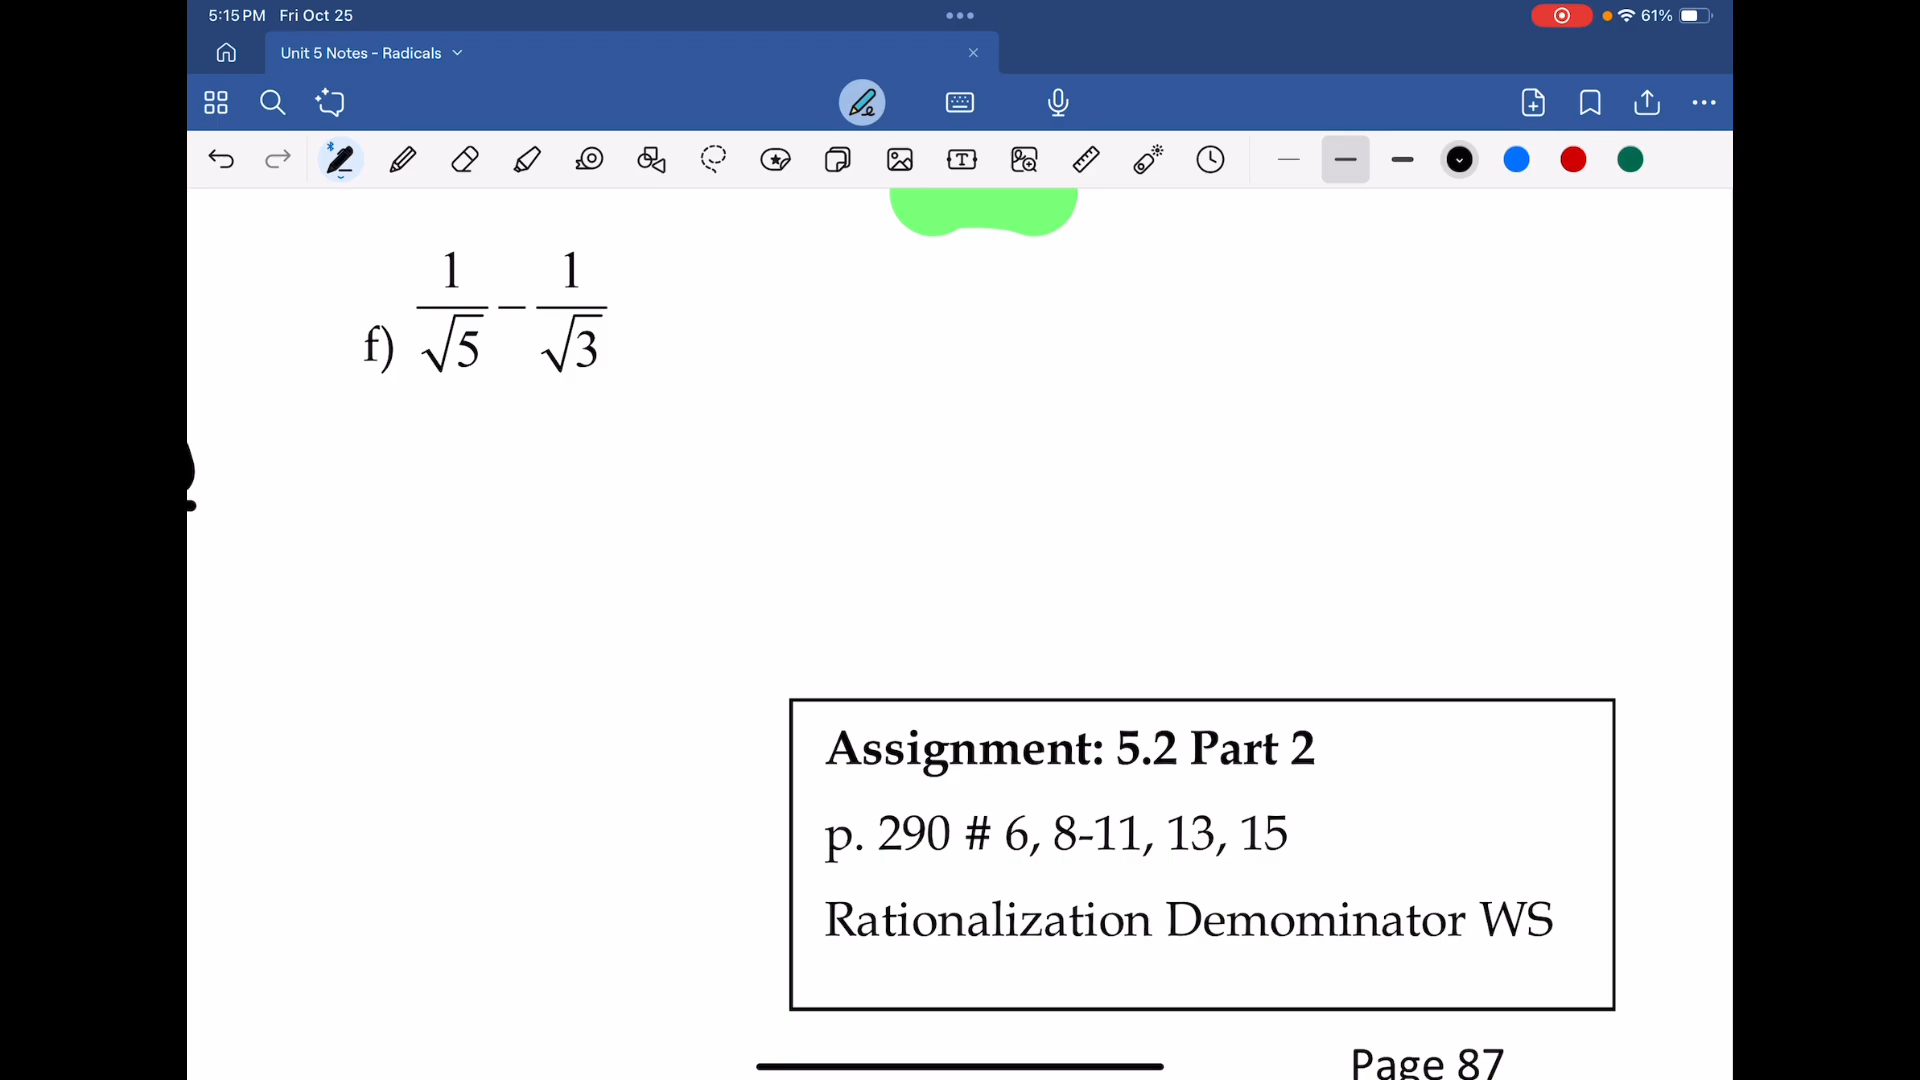 5:15 PM Fri Oct 25
61%
Unit 5 Notes - Radicals
f) 1/√5 − 1/√3
Assignment: 5.2 Part 2
p. 290 # 6, 8-11, 13, 15
Rationalization Demominator WS
Page 87